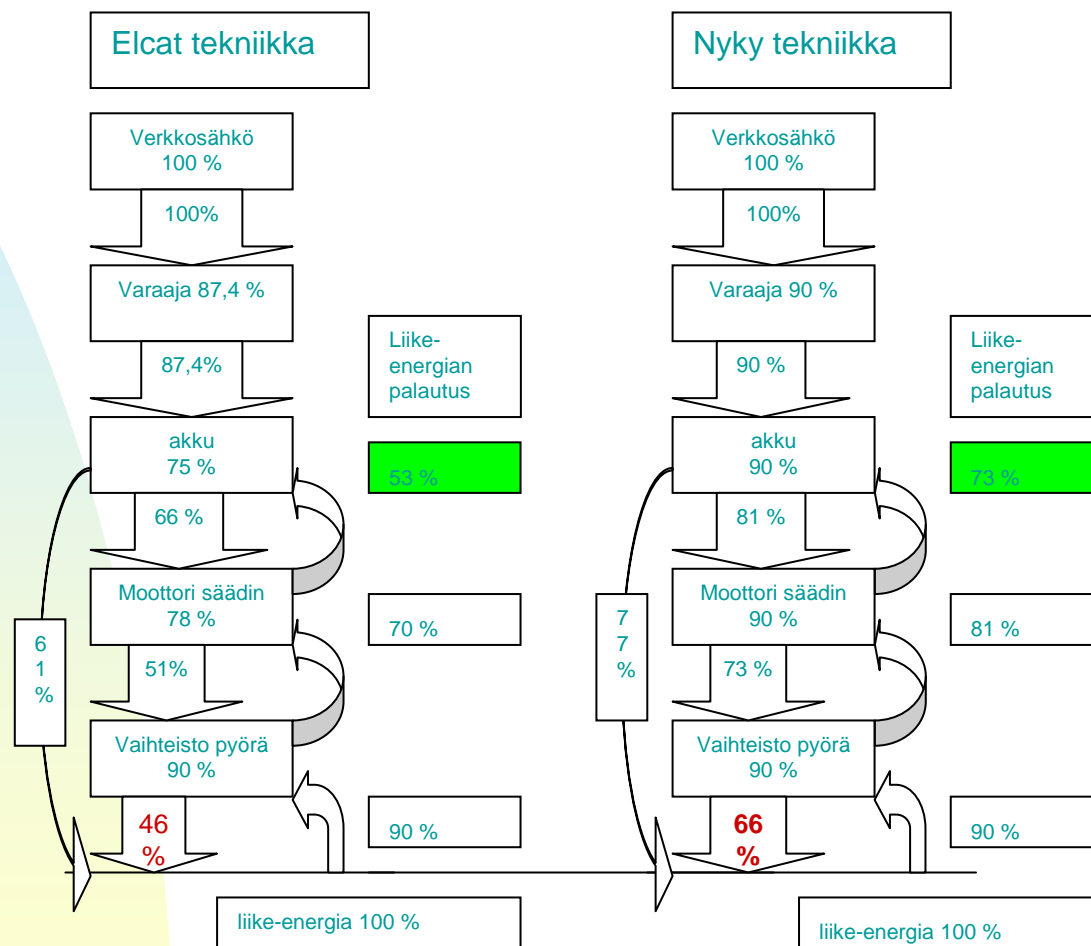 Elcat tekniikka
Verkkosähkö
100 %
100%
Varaaja 87,4 %
87,4%
Liike-
energian
palautus
akku
75 %
53 %
66 %
Moottori säädin
78 %
70 %
6
1
%
51%
Vaihteisto pyörä
90 %
46
%
90 %
liike-energia 100 %
Nyky tekniikka
Verkkosähkö
100 %
100%
Varaaja 90 %
90 %
Liike-
energian
palautus
akku
90 %
73 %
81 %
Moottori säädin
90 %
81 %
7
7
%
73 %
Vaihteisto pyörä
90 %
66
%
90 %
liike-energia 100 %